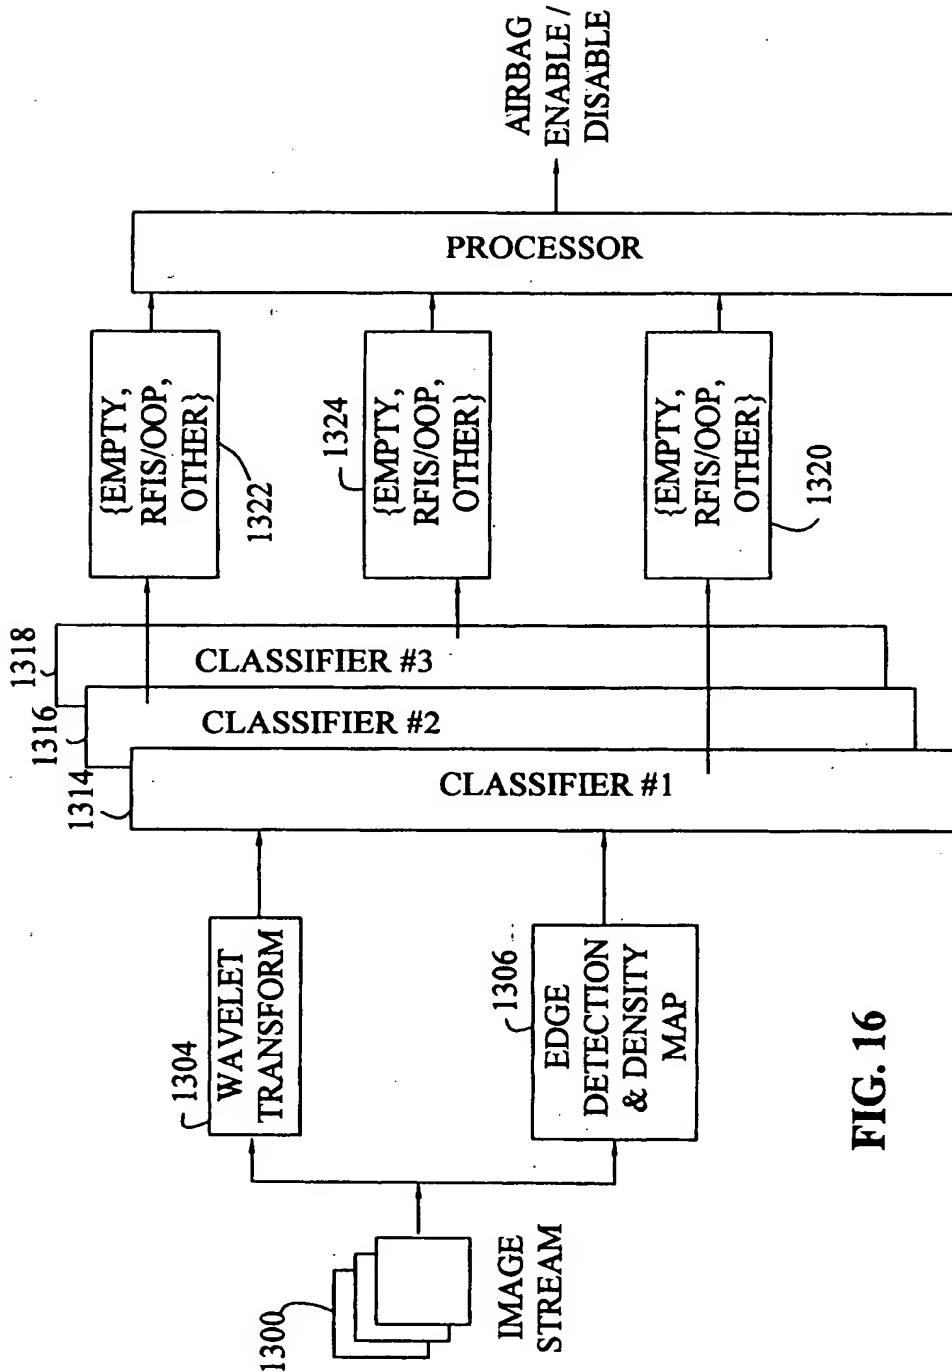 1300
IMAGE
STREAM
1304
WAVELET
TRANSFORM
1306
EDGE
DETECTION
& DENSITY
MAP
1314
1316
1318
CLASSIFIER #3
CLASSIFIER #2
CLASSIFIER #1
{EMPTY,
RFIS/OOP,
OTHER}
1322
1324
{EMPTY,
RFIS/OOP,
OTHER}
{EMPTY,
RFIS/OOP,
OTHER}
1320
PROCESSOR
AIRBAG
ENABLE /
DISABLE
FIG. 16